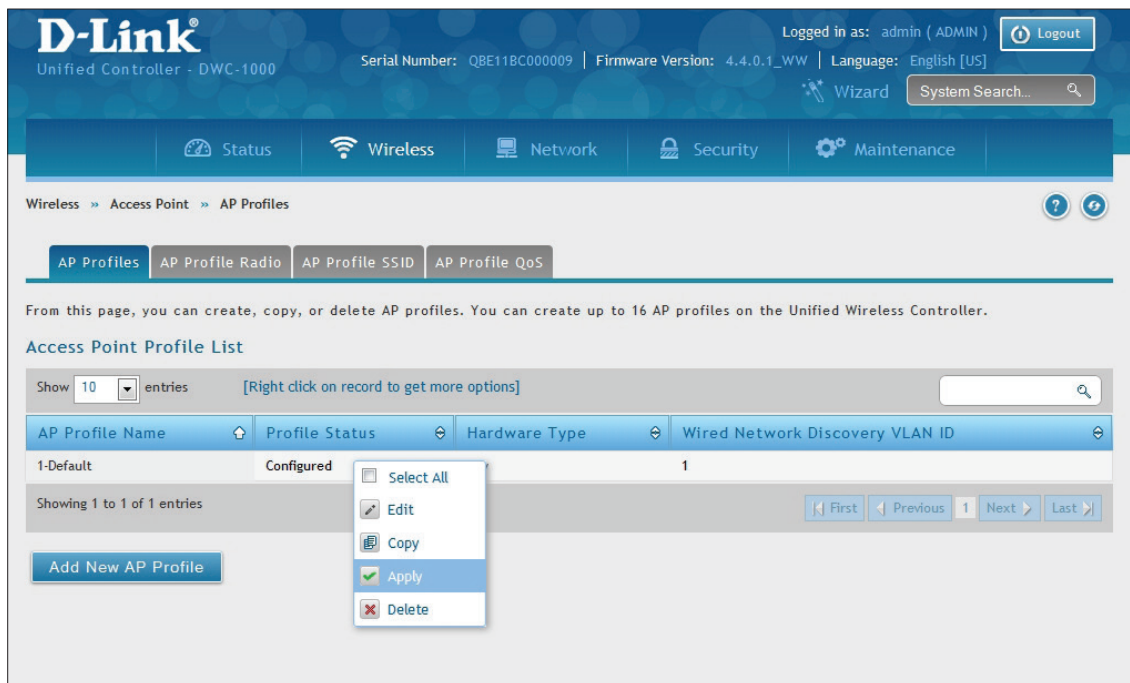 D-Link®
Logged in as: admin ( ADMIN ) Logout
Unified Controller - DWC-1000
Serial Number: QBE11BC000009 | Firmware Version: 4.4.0.1_WW | Language: English [US]
Wizard System Search...
Status Wireless Network Security Maintenance
Wireless » Access Point » AP Profiles ?
AP Profiles AP Profile Radio AP Profile SSID AP Profile QoS
From this page, you can create, copy, or delete AP profiles. You can create up to 16 AP profiles on the Unified Wireless Controller.
Access Point Profile List
Show 10 entries [Right click on record to get more options]
AP Profile Name Profile Status Hardware Type Wired Network Discovery VLAN ID
1-Default Configured 1
Select All
Edit
Copy
Apply
Delete
Showing 1 to 1 of 1 entries First Previous 1 Next Last
Add New AP Profile